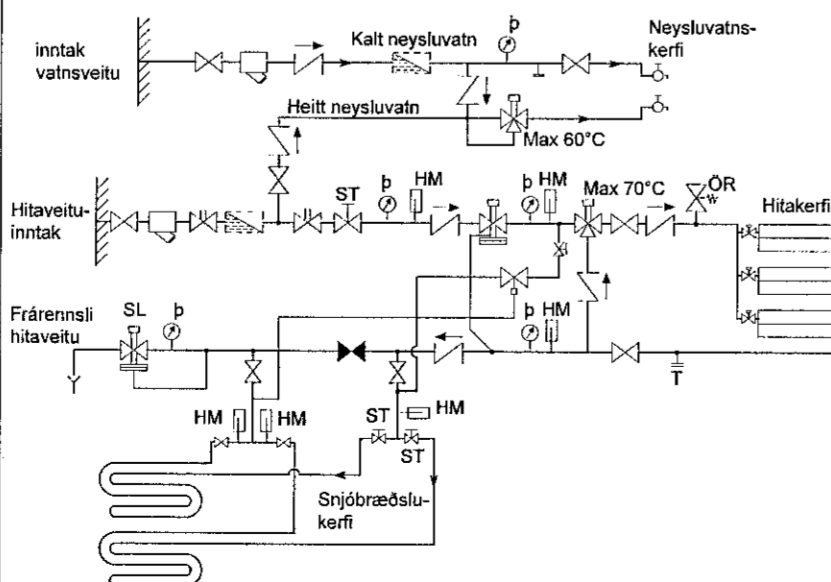 inntak
vatnsveitu
Kalt neysluvatn
þ
Neysluvatns-
kerfi
Heitt neysluvatn
Max 60°C
Hitaveitu-
inntak
ST
þ
HM
þ
HM
Max 70°C
ÖR
Hitakerfi
Frárennsli
hitaveitu
SL
þ
þ
HM
HM
HM
ST
HM
ST
Snjóbræðslu-
kerfi